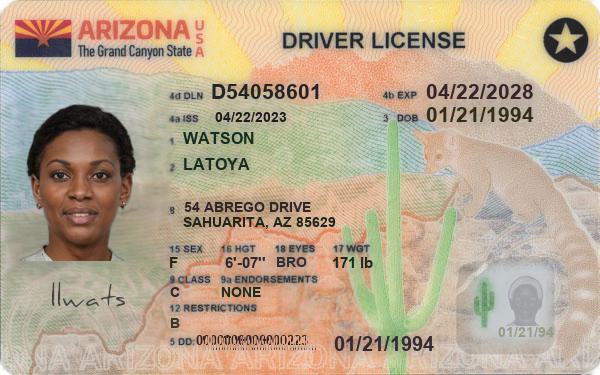 ARIZONA USA
The Grand Canyon State
DRIVER LICENSE
4d DLN D54058601 4b EXP 04/22/2028
4a ISS 04/22/2023 3 DOB 01/21/1994
1 WATSON
2 LATOYA
8 54 ABREGO DRIVE
SAHUARITA, AZ 85629
15 SEX 16 HGT 18 EYES 17 WGT
F 6'-07" BRO 171 lb
9 CLASS 9a ENDORSEMENTS
C NONE
12 RESTRICTIONS
B
llwats
5 DD:
01/21/1994
01/21/94
ARIZONA ARIZONA ARIZONA